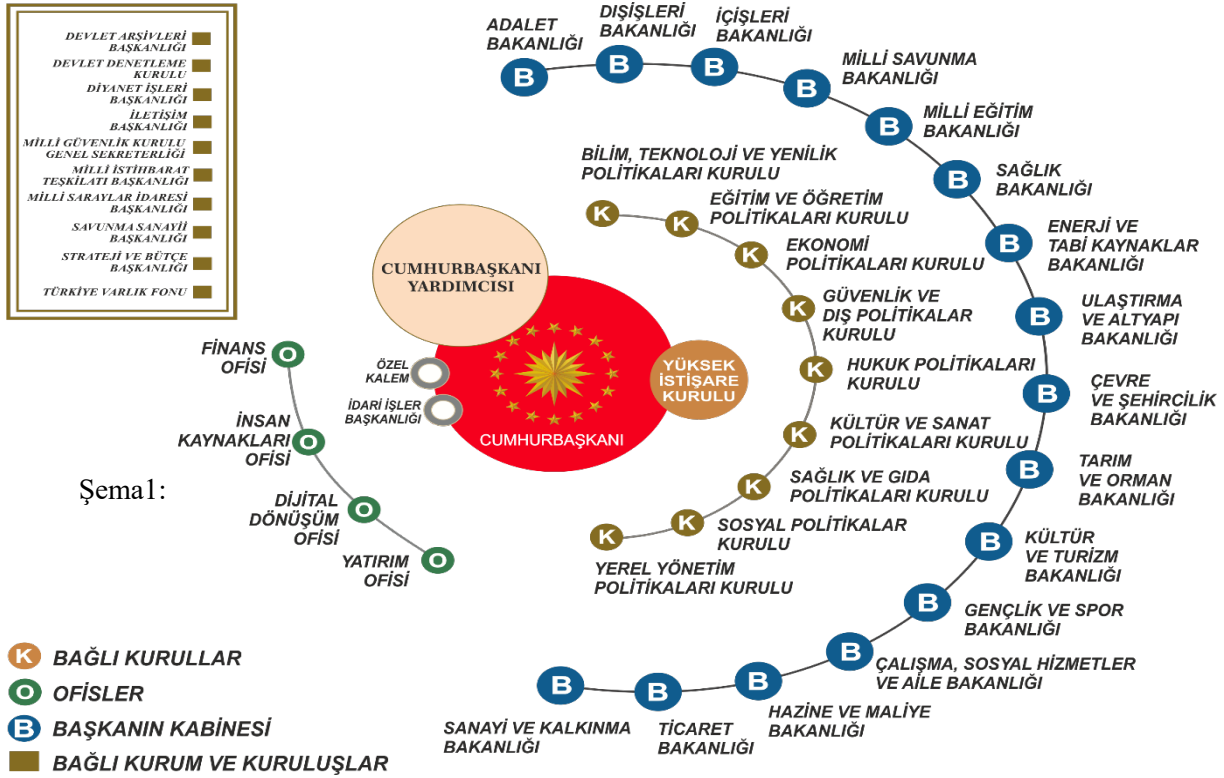 DEVLET ARŞİVLERİ
BAŞKANLIĞI
DEVLET DENETLEME
KURULU
DİYANET İŞLERİ
BAŞKANLIĞI
İLETİŞİM
BAŞKANLIĞI
MİLLİ GÜVENLİK KURULU
GENEL SEKRETERLİĞİ
MİLLİ İSTİHBARAT
TEŞKİLATI BAŞKANLIĞI
MİLLİ SARAYLAR İDARESİ
BAŞKANLIĞI
SAVUNMA SANAYİİ
BAŞKANLIĞI
STRATEJİ VE BÜTÇE
BAŞKANLIĞI
TÜRKİYE VARLIK FONU
ADALET
BAKANLIĞI
B
DIŞİŞLERİ
BAKANLIĞI
B
İÇİŞLERİ
BAKANLIĞI
B
MİLLİ SAVUNMA
BAKANLIĞI
B
MİLLİ EĞİTİM
BAKANLIĞI
B
SAĞLIK
BAKANLIĞI
B
ENERJİ VE
TABİ KAYNAKLAR
BAKANLIĞI
B
ULAŞTIRMA
VE ALTYAPI
BAKANLIĞI
B
ÇEVRE
VE ŞEHİRCİLİK
BAKANLIĞI
B
TARIM
VE ORMAN
BAKANLIĞI
B
KÜLTÜR
VE TURİZM
BAKANLIĞI
B
GENÇLİK VE SPOR
BAKANLIĞI
B
ÇALIŞMA, SOSYAL HİZMETLER
VE AİLE BAKANLIĞI
B
HAZİNE VE MALİYE
BAKANLIĞI
B
TİCARET
BAKANLIĞI
B
SANAYİ VE KALKINMA
BAKANLIĞI
B
BİLİM, TEKNOLOJİ VE YENİLİK
POLİTİKALARI KURULU
K
EĞİTİM VE ÖĞRETİM
POLİTİKALARI KURULU
K
EKONOMİ
POLİTİKALARI KURULU
K
GÜVENLİK VE
DIŞ POLİTİKALAR
KURULU
K
HUKUK POLİTİKALARI
KURULU
K
KÜLTÜR VE SANAT
POLİTİKALARI KURULU
K
SAĞLIK VE GIDA
POLİTİKALARI KURULU
K
SOSYAL POLİTİKALAR
KURULU
K
YEREL YÖNETİM
POLİTİKALARI KURULU
K
CUMHURBAŞKANI
YARDIMCISI
ÖZEL
KALEM
İDARİ İŞLER
BAŞKANLIĞI
YÜKSEK
İSTİŞARE
KURULU
CUMHURBAŞKANI
FİNANS
OFİSİ
O
İNSAN
KAYNAKLARI
OFİSİ
O
DİJİTAL
DÖNÜŞÜM
OFİSİ
O
YATIRIM
OFİSİ
O
Şema1:
K BAĞLI KURULLAR
O OFİSLER
B BAŞKANIN KABİNESİ
BAĞLI KURUM VE KURULUŞLAR